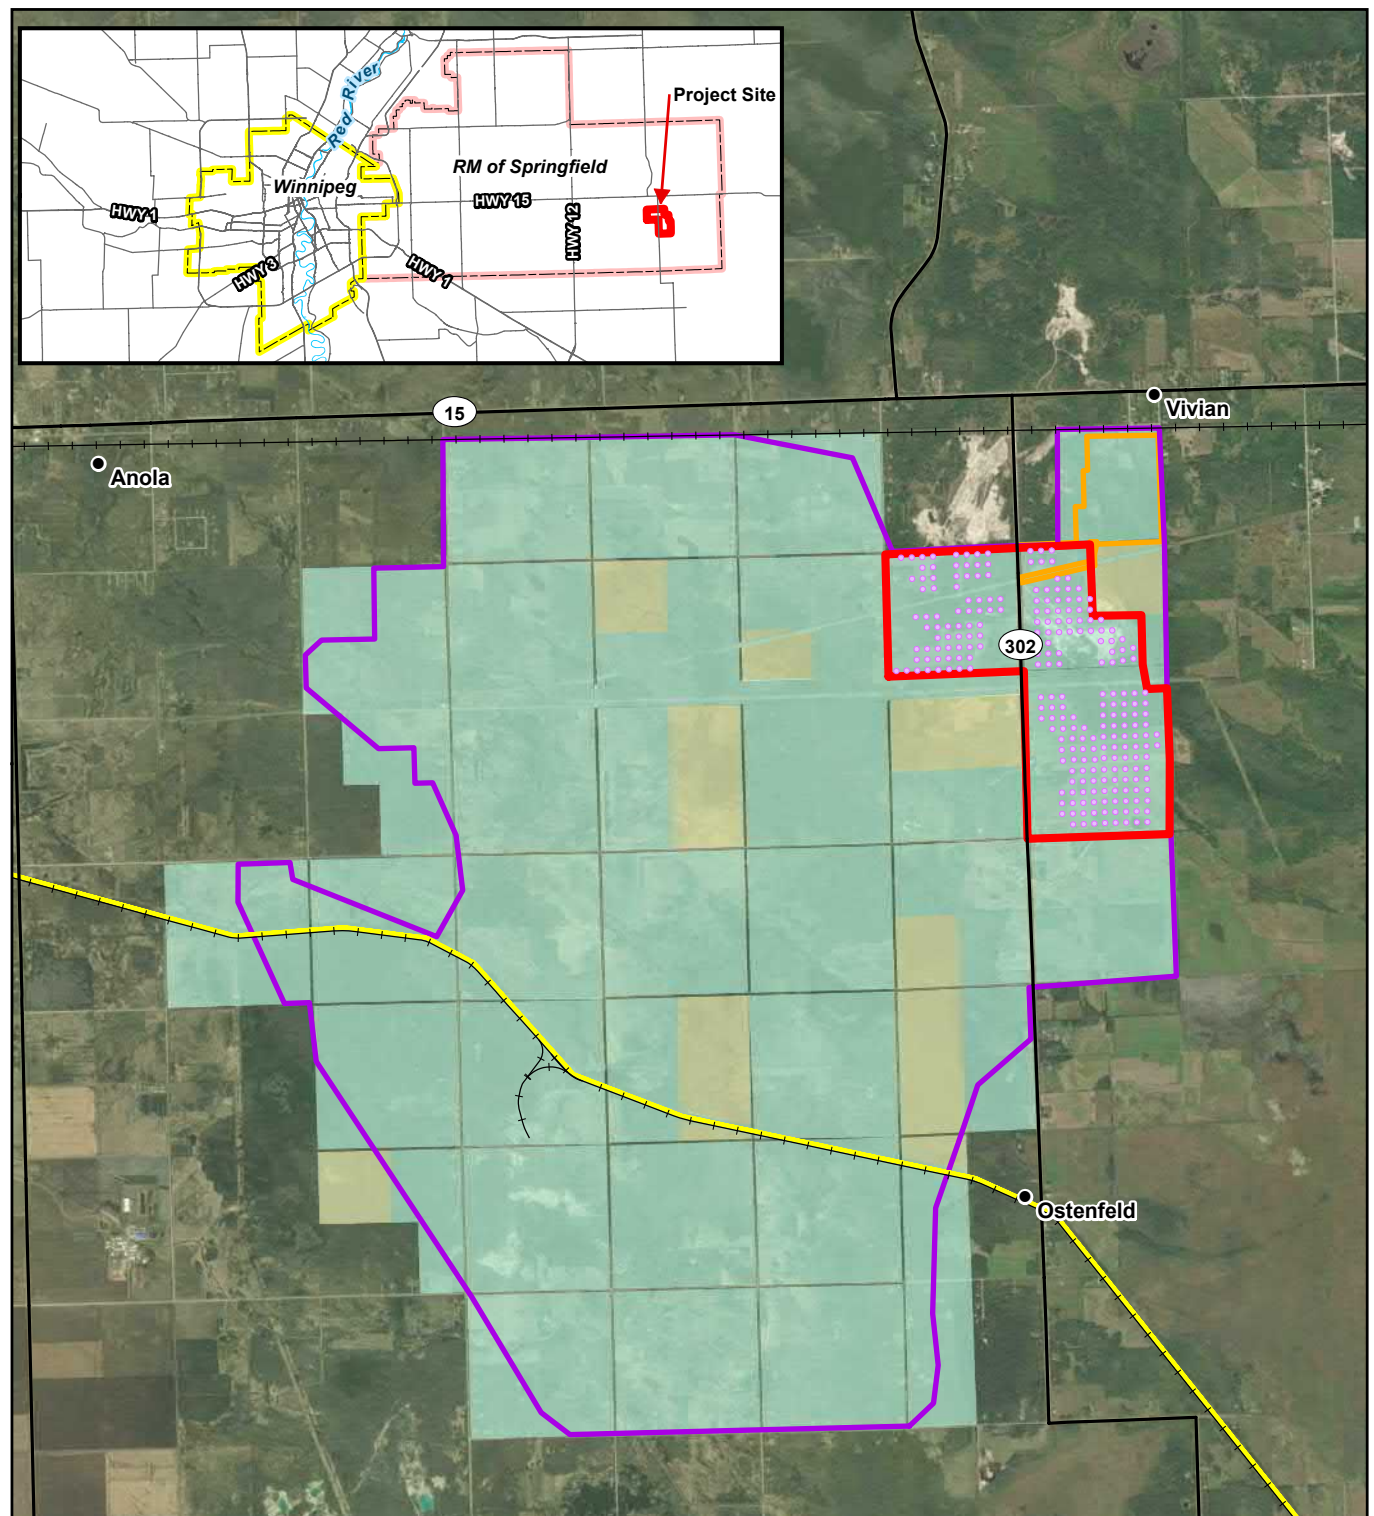 Red River
Project Site
RM of Springfield
Winnipeg
HWY 15
HWY 1
HWY 12
HWY 3
HWY 1
15
Vivian
Anola
302
Ostenfeld